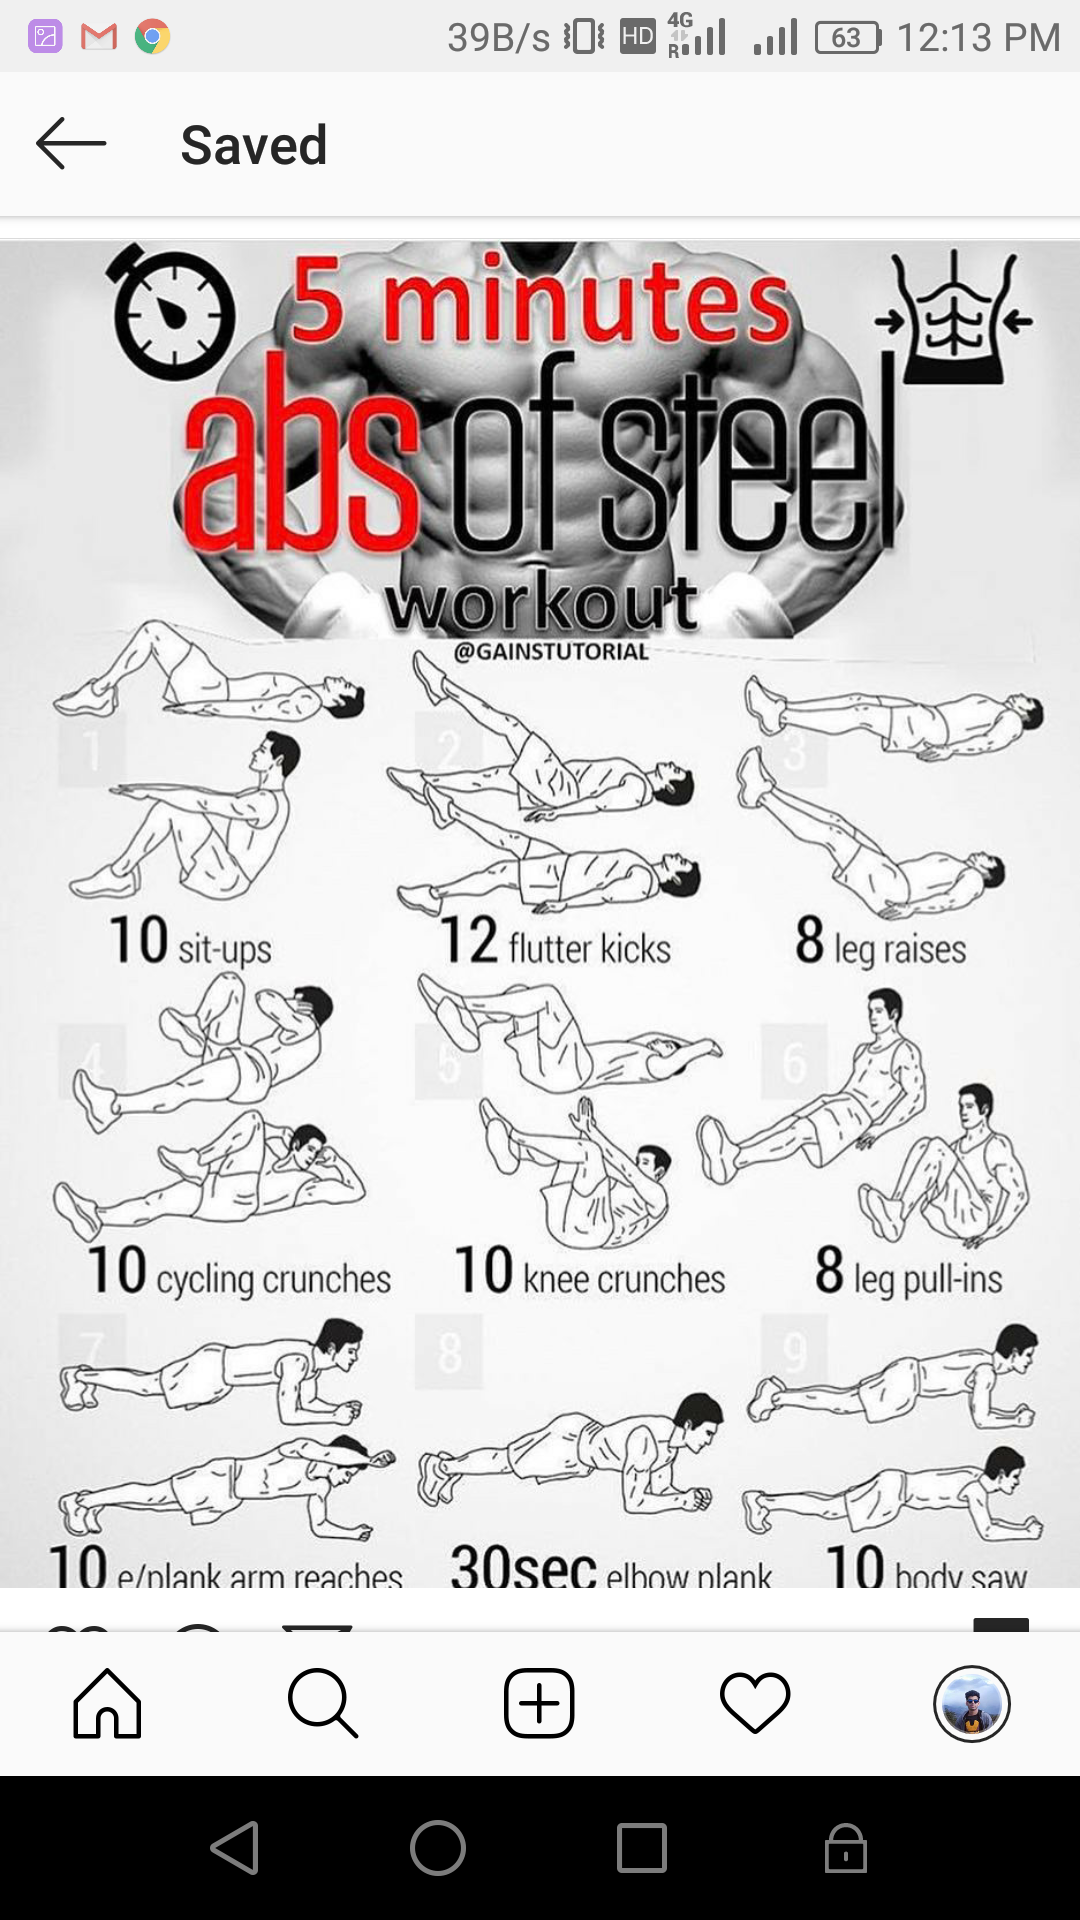 39B/s HD 4G R 63 12:13 PM
Saved
5 minutes
abs of steel
workout
@GAINSTUTORIAL
1 2 3
10 sit-ups 12 flutter kicks 8 leg raises
4 5 6
10 cycling crunches 10 knee crunches 8 leg pull-ins
7 8 9
10 e/plank arm reaches 30sec elbow plank 10 body saw